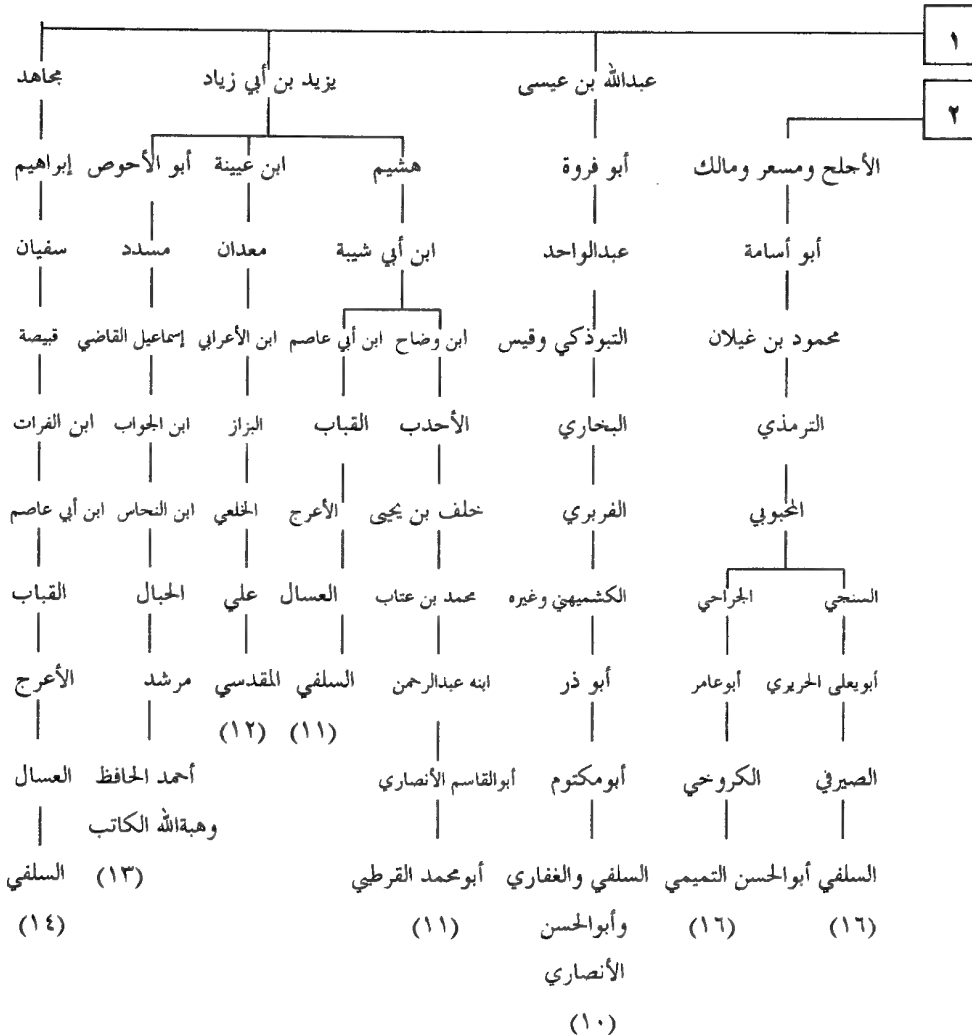 ١
عبدالله بن عيسى يزيد بن أبي زياد مجاهد
٢
الأجلح ومسعر ومالك أبو فروة هشيم ابن عيينة أبو الأحوص إبراهيم
أبو أسامة عبدالواحد ابن أبي شيبة معدان مسدد سفيان
محمود بن غيلان التبوذكي وقيس ابن وضاح ابن أبي عاصم ابن الأعرابي إسماعيل القاضي قبيصة
الترمذي البخاري الأحدب القباب البزاز ابن الجواب ابن الفرات
المحبوبي الفربري خلف بن يحيى الأعرج الخلعي ابن النحاس ابن أبي عاصم
السنجي الجراحي الكشميهني وغيره محمد بن عتاب العسال علي الحبال القباب
أبويعلى الحريري أبوعامر أبو ذر ابنه عبدالرحمن السلفي المقدسي مرشد الأعرج
(١١) (١٢)
الصيرفي الكروخي أبومكتوم أبوالقاسم الأنصاري أحمد الحافظ العسال
وهبةالله الكاتب
السلفي أبوالحسن التميمي السلفي والغفاري أبومحمد القرطبي (١٣) السلفي
(١٦) (١٦) وأبوالحسن (١١) (١٤)
الأنصاري
(١٠)